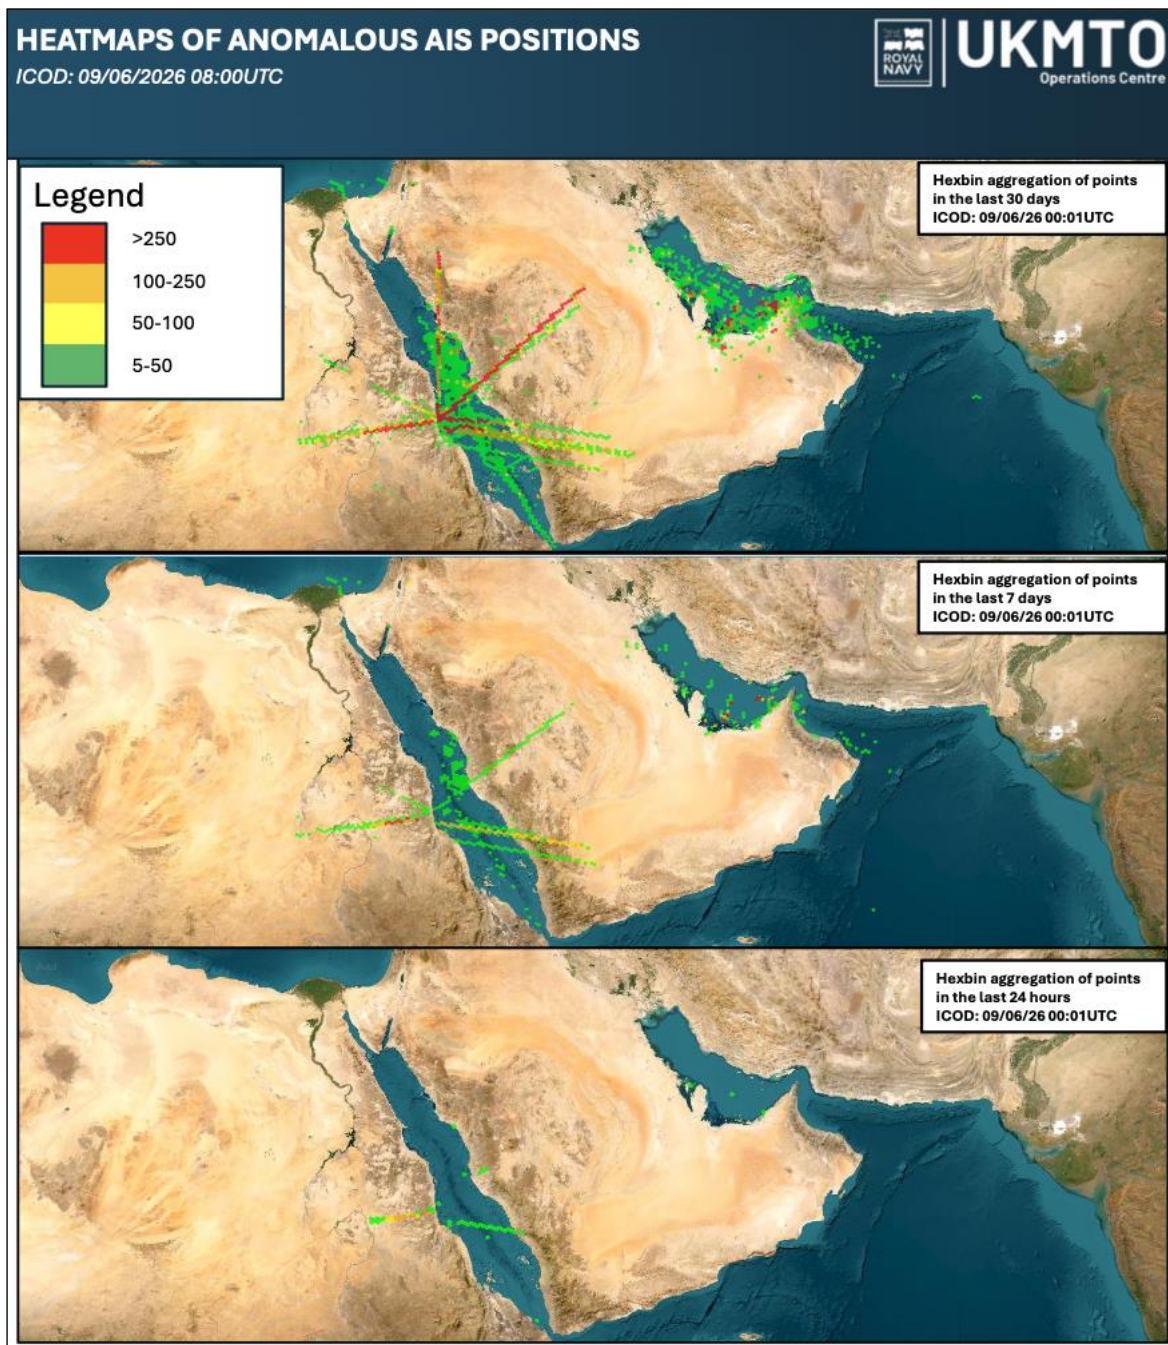 HEATMAPS OF ANOMALOUS AIS POSITIONS
ICOD: 09/06/2026 08:00UTC
ROYAL
NAVY
UKMTO
Operations Centre
Legend
>250
100-250
50-100
5-50
Hexbin aggregation of points
in the last 30 days
ICOD: 09/06/26 00:01UTC
Hexbin aggregation of points
in the last 7 days
ICOD: 09/06/26 00:01UTC
Hexbin aggregation of points
in the last 24 hours
ICOD: 09/06/26 00:01UTC